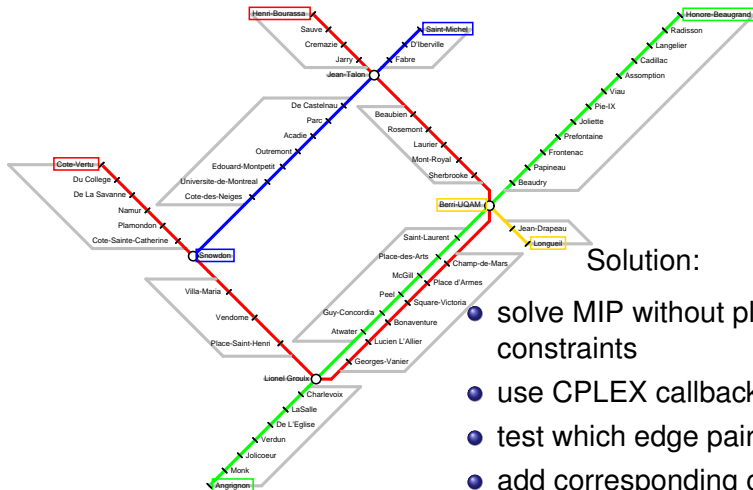 Henri-Bourassa
Sauve
Cremazie
Jarry
Jean-Talon
Saint-Michel
D'Iberville
Fabre
Honore-Beaugrand
Radisson
Langelier
Cadillac
Assomption
Viau
Pie-IX
Joliette
Prefontaine
Frontenac
Papineau
Beaudry
De Castelnau
Parc
Acadie
Outremont
Edouard-Montpetit
Universite-de-Montreal
Cote-des-Neiges
Beaubien
Rosemont
Laurier
Mont-Royal
Sherbrooke
Cote-Vertu
Du College
De La Savanne
Namur
Plamondon
Cote-Sainte-Catherine
Snowdon
Berri-UQAM
Jean-Drapeau
Longueil
Villa-Maria
Vendome
Place-Saint-Henri
Lionel Groulx
Saint-Laurent
Place-des-Arts
McGill
Peel
Guy-Concordia
Atwater
Champ-de-Mars
Place d'Armes
Square-Victoria
Bonaventure
Lucien L'Allier
Georges-Vanier
Charlevoix
LaSalle
De L'Eglise
Verdun
Jolicoeur
Monk
Angrignon
Solution:
solve MIP without pl
constraints
use CPLEX callback
test which edge pair
add corresponding